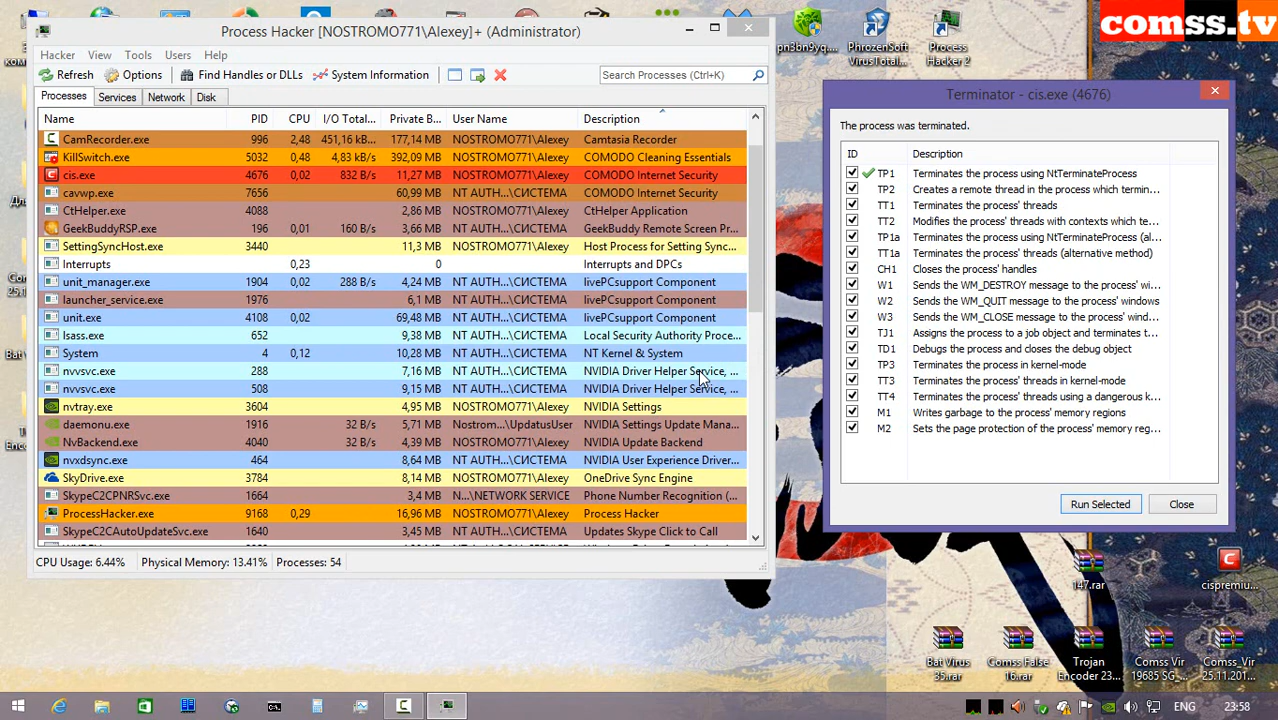 comss.tv
Process Hacker [NOSTROMO771\Alexey]+ (Administrator)
Hacker View Tools Users Help
Refresh Options Find Handles or DLLs System Information Search Processes (Ctrl+K)
Processes Services Network Disk
Name PID CPU I/O Total... Private B... User Name Description
CamRecorder.exe 996 2,48 451,16 kB... 177,14 MB NOSTROMO771\Alexey Camtasia Recorder
KillSwitch.exe 5032 0,48 4,83 kB/s 392,09 MB NOSTROMO771\Alexey COMODO Cleaning Essentials
cis.exe 4676 0,02 832 B/s 11,27 MB NOSTROMO771\Alexey COMODO Internet Security
cavwp.exe 7656 60,99 MB NT AUTH...\СИСТЕМА COMODO Internet Security
CtHelper.exe 4088 2,86 MB NOSTROMO771\Alexey CtHelper Application
GeekBuddyRSP.exe 196 0,01 160 B/s 3,66 MB NT AUTH...\СИСТЕМА GeekBuddy Remote Screen Pr...
SettingSyncHost.exe 3440 11,3 MB NOSTROMO771\Alexey Host Process for Setting Sync...
Interrupts 0,23 0 Interrupts and DPCs
unit_manager.exe 1904 0,02 288 B/s 4,24 MB NT AUTH...\СИСТЕМА livePCsupport Component
launcher_service.exe 1976 6,1 MB NT AUTH...\СИСТЕМА livePCsupport Component
unit.exe 4108 0,02 69,48 MB NT AUTH...\СИСТЕМА livePCsupport Component
lsass.exe 652 9,38 MB NT AUTH...\СИСТЕМА Local Security Authority Proce...
System 4 0,12 10,28 MB NT AUTH...\СИСТЕМА NT Kernel & System
nvvsvc.exe 288 7,16 MB NT AUTH...\СИСТЕМА NVIDIA Driver Helper Service, ...
nvvsvc.exe 508 9,15 MB NT AUTH...\СИСТЕМА NVIDIA Driver Helper Service, ...
nvtray.exe 3604 4,95 MB NOSTROMO771\Alexey NVIDIA Settings
daemonu.exe 1916 32 B/s 5,71 MB Nostrom...\UpdatusUser NVIDIA Settings Update Mana...
NvBackend.exe 4040 32 B/s 2,88 MB NOSTROMO771\Alexey NVIDIA Update Backend
nvxdsync.exe 464 8,64 MB NT AUTH...\СИСТЕМА NVIDIA User Experience Driver...
SkyDrive.exe 3784 6,1 MB NOSTROMO771\Alexey OneDrive Sync Engine
SkypeC2CPNRSvc.exe 1664 3,4 MB N...\NETWORK SERVICE Phone Number Recognition (...
ProcessHacker.exe 9168 0,29 16,96 MB NOSTROMO771\Alexey Process Hacker
SkypeC2CAutoUpdateSvc.exe 1640 3,45 MB NT AUTH...\СИСТЕМА Updates Skype Click to Call
CPU Usage: 6.44% Physical Memory: 13.41% Processes: 54
pn3bn9yq....
PhrozenSoft
VirusTotal...
Process
Hacker 2
Terminator - cis.exe (4676)
The process was terminated.
ID Description
TP1 Terminates the process using NtTerminateProcess
TP2 Creates a remote thread in the process which termin...
TT1 Terminates the process' threads
TT2 Modifies the process' threads with contexts which te...
TP1a Terminates the process using NtTerminateProcess (al...
TT1a Terminates the process' threads (alternative method)
CH1 Closes the process' handles
W1 Sends the WM_DESTROY message to the process' wi...
W2 Sends the WM_QUIT message to the process' windows
W3 Sends the WM_CLOSE message to the process' wind...
TJ1 Assigns the process to a job object and terminates t...
TD1 Debugs the process and closes the debug object
TP3 Terminates the process in kernel-mode
TT3 Terminates the process' threads in kernel-mode
TT4 Terminates the process' threads using a dangerous k...
M1 Writes garbage to the process' memory regions
M2 Sets the page protection of the process' memory reg...
Run Selected Close
147.rar
cispremiu...
Bat Virus
35.rar
Comss False
16.rar
Trojan
Encoder 23...
Comss Vir
19685 SG_...
Comss_Vir
25.11.201...
ENG 23:58